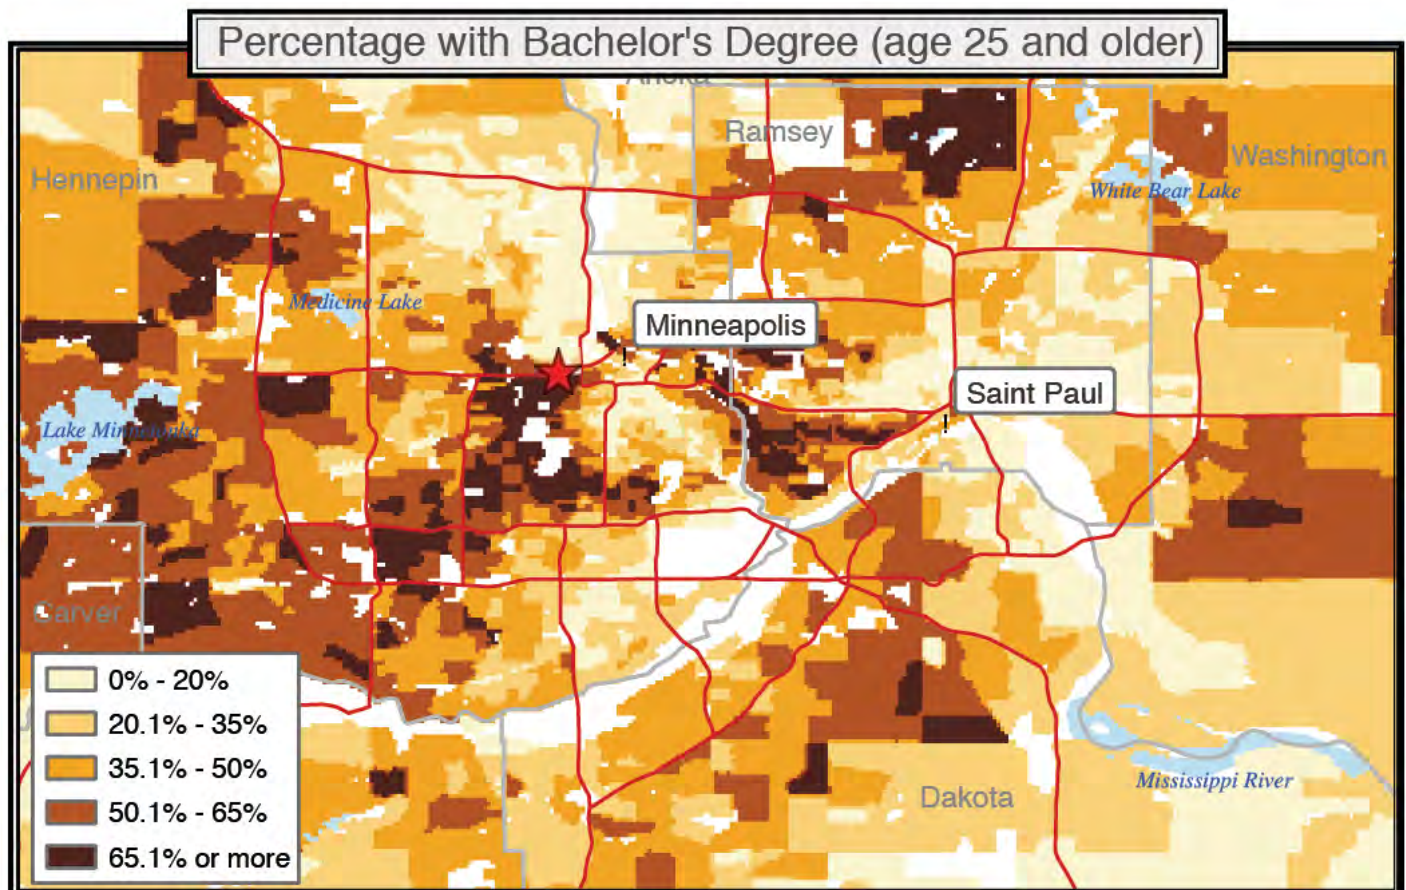 Percentage with Bachelor's Degree (age 25 and older)
Anoka
Ramsey
Washington
Hennepin
White Bear Lake
Medicine Lake
Minneapolis
!
Saint Paul
!
Lake Minnetonka
Carver
0% - 20%
20.1% - 35%
35.1% - 50%
50.1% - 65%
65.1% or more
Mississippi River
Dakota